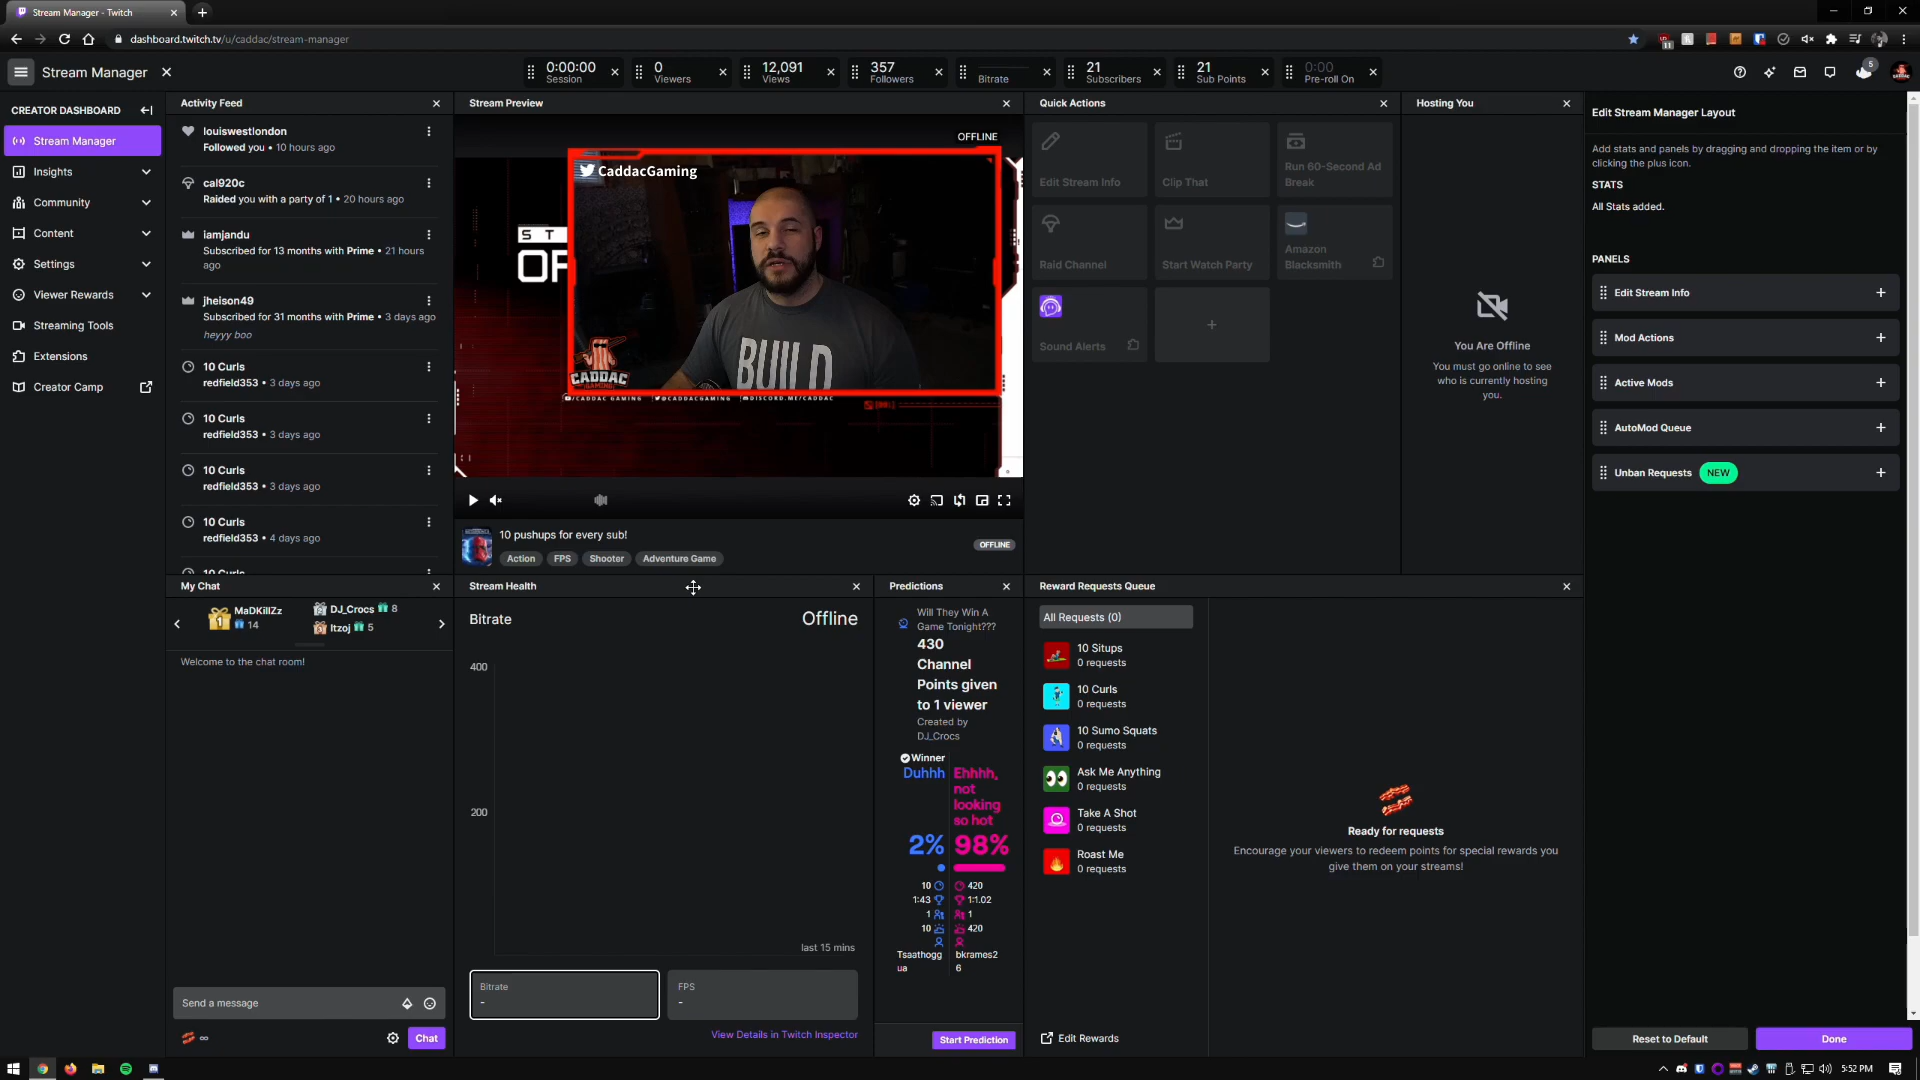 Stream Manager - Twitch
dashboard.twitch.tv/u/caddac/stream-manager
11
Stream Manager
0:00:00
Session
0
Viewers
12,091
Views
357
Followers
Bitrate
21
Subscribers
21
Sub Points
0:00
Pre-roll On
5
CREATOR DASHBOARD
Stream Manager
Insights
Community
Content
Settings
Viewer Rewards
Streaming Tools
Extensions
Creator Camp
Activity Feed
louiswestlondon
Followed you • 10 hours ago
cal920c
Raided you with a party of 1 • 20 hours ago
iamjandu
Subscribed for 13 months with Prime • 21 hours
ago
jheison49
Subscribed for 31 months with Prime • 3 days ago
heyyy boo
10 Curls
redfield353 • 3 days ago
10 Curls
redfield353 • 3 days ago
10 Curls
redfield353 • 3 days ago
10 Curls
redfield353 • 4 days ago
10 Curls
Stream Preview
OFFLINE
CaddacGaming
ST
OF
BUILD
CADDAC
GAMING
/CADDAC GAMING
@CADDACGAMING
DISCORD.ME/CADDAC
10 pushups for every sub!
Action
FPS
Shooter
Adventure Game
OFFLINE
Quick Actions
Edit Stream Info
Clip That
Run 60-Second Ad
Break
Raid Channel
Start Watch Party
Amazon
Blacksmith
Sound Alerts
Hosting You
You Are Offline
You must go online to see
who is currently hosting
you.
Edit Stream Manager Layout
Add stats and panels by dragging and dropping the item or by
clicking the plus icon.
STATS
All Stats added.
PANELS
Edit Stream Info
Mod Actions
Active Mods
AutoMod Queue
Unban Requests NEW
Reset to Default
Done
My Chat
1
MaDKillZz
14
DJ_Crocs 8
Itzoj 5
Welcome to the chat room!
Send a message
∞
Chat
Stream Health
Bitrate
Offline
400
200
last 15 mins
Bitrate
-
FPS
-
View Details in Twitch Inspector
Predictions
Will They Win A
Game Tonight???
430
Channel
Points given
to 1 viewer
Created by
DJ_Crocs
Winner
Duhhh
Ehhhh,
not
looking
so hot
2%
98%
10
420
1:43
1:1.02
1
1
10
420
Tsaathogg
ua
bkrames2
6
Start Prediction
Reward Requests Queue
All Requests (0)
10 Situps
0 requests
10 Curls
0 requests
10 Sumo Squats
0 requests
Ask Me Anything
0 requests
Take A Shot
0 requests
Roast Me
0 requests
Edit Rewards
Ready for requests
Encourage your viewers to redeem points for special rewards you
give them on your streams!
5:52 PM